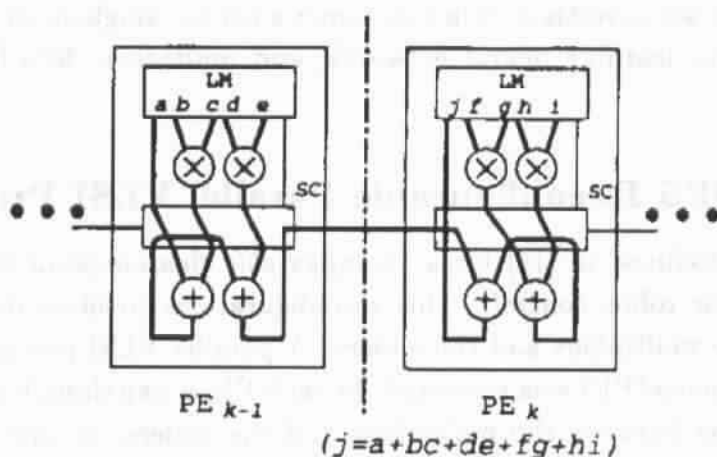 LM LM
a b c d e j f g h i
× × × ×
SC SC
+ + + +
PE k-1 PE k
(j=a+bc+de+fg+hi)